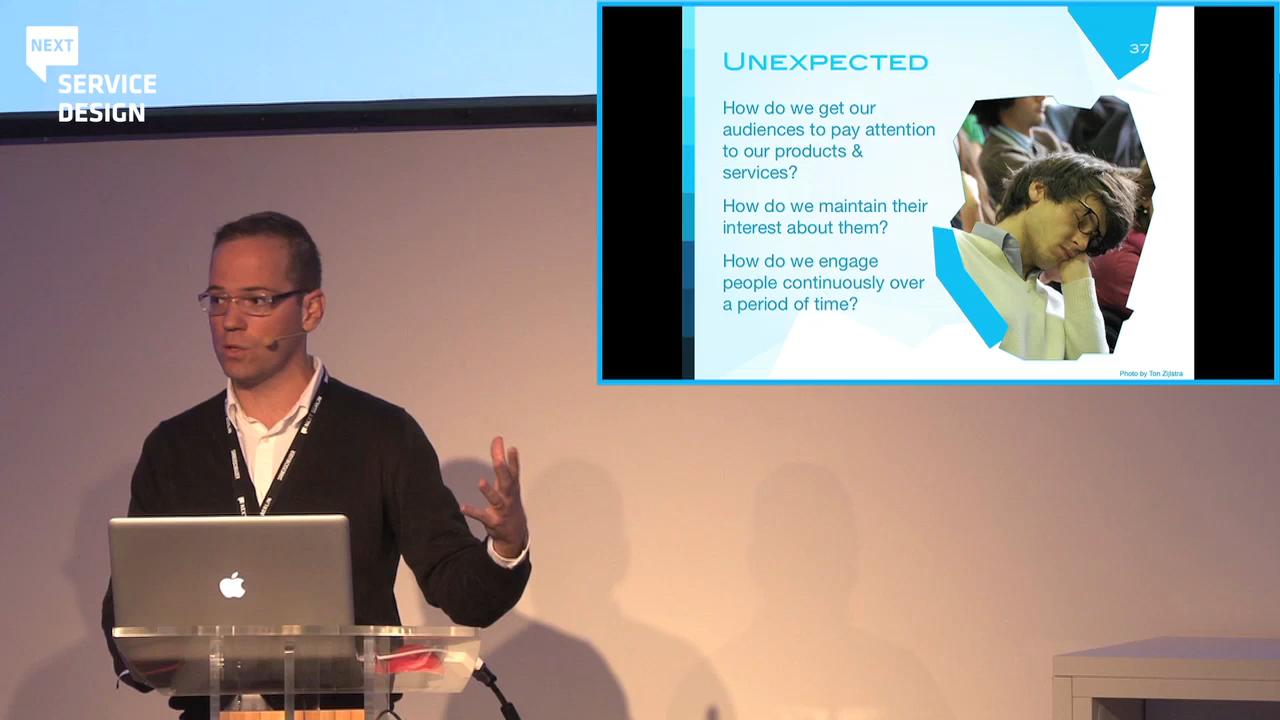 NEXT
SERVICE
DESIGN
37
UNEXPECTED
How do we get our
audiences to pay attention
to our products &
services?
How do we maintain their
interest about them?
How do we engage
people continuously over
a period of time?
Photo by Ton Zijlstra